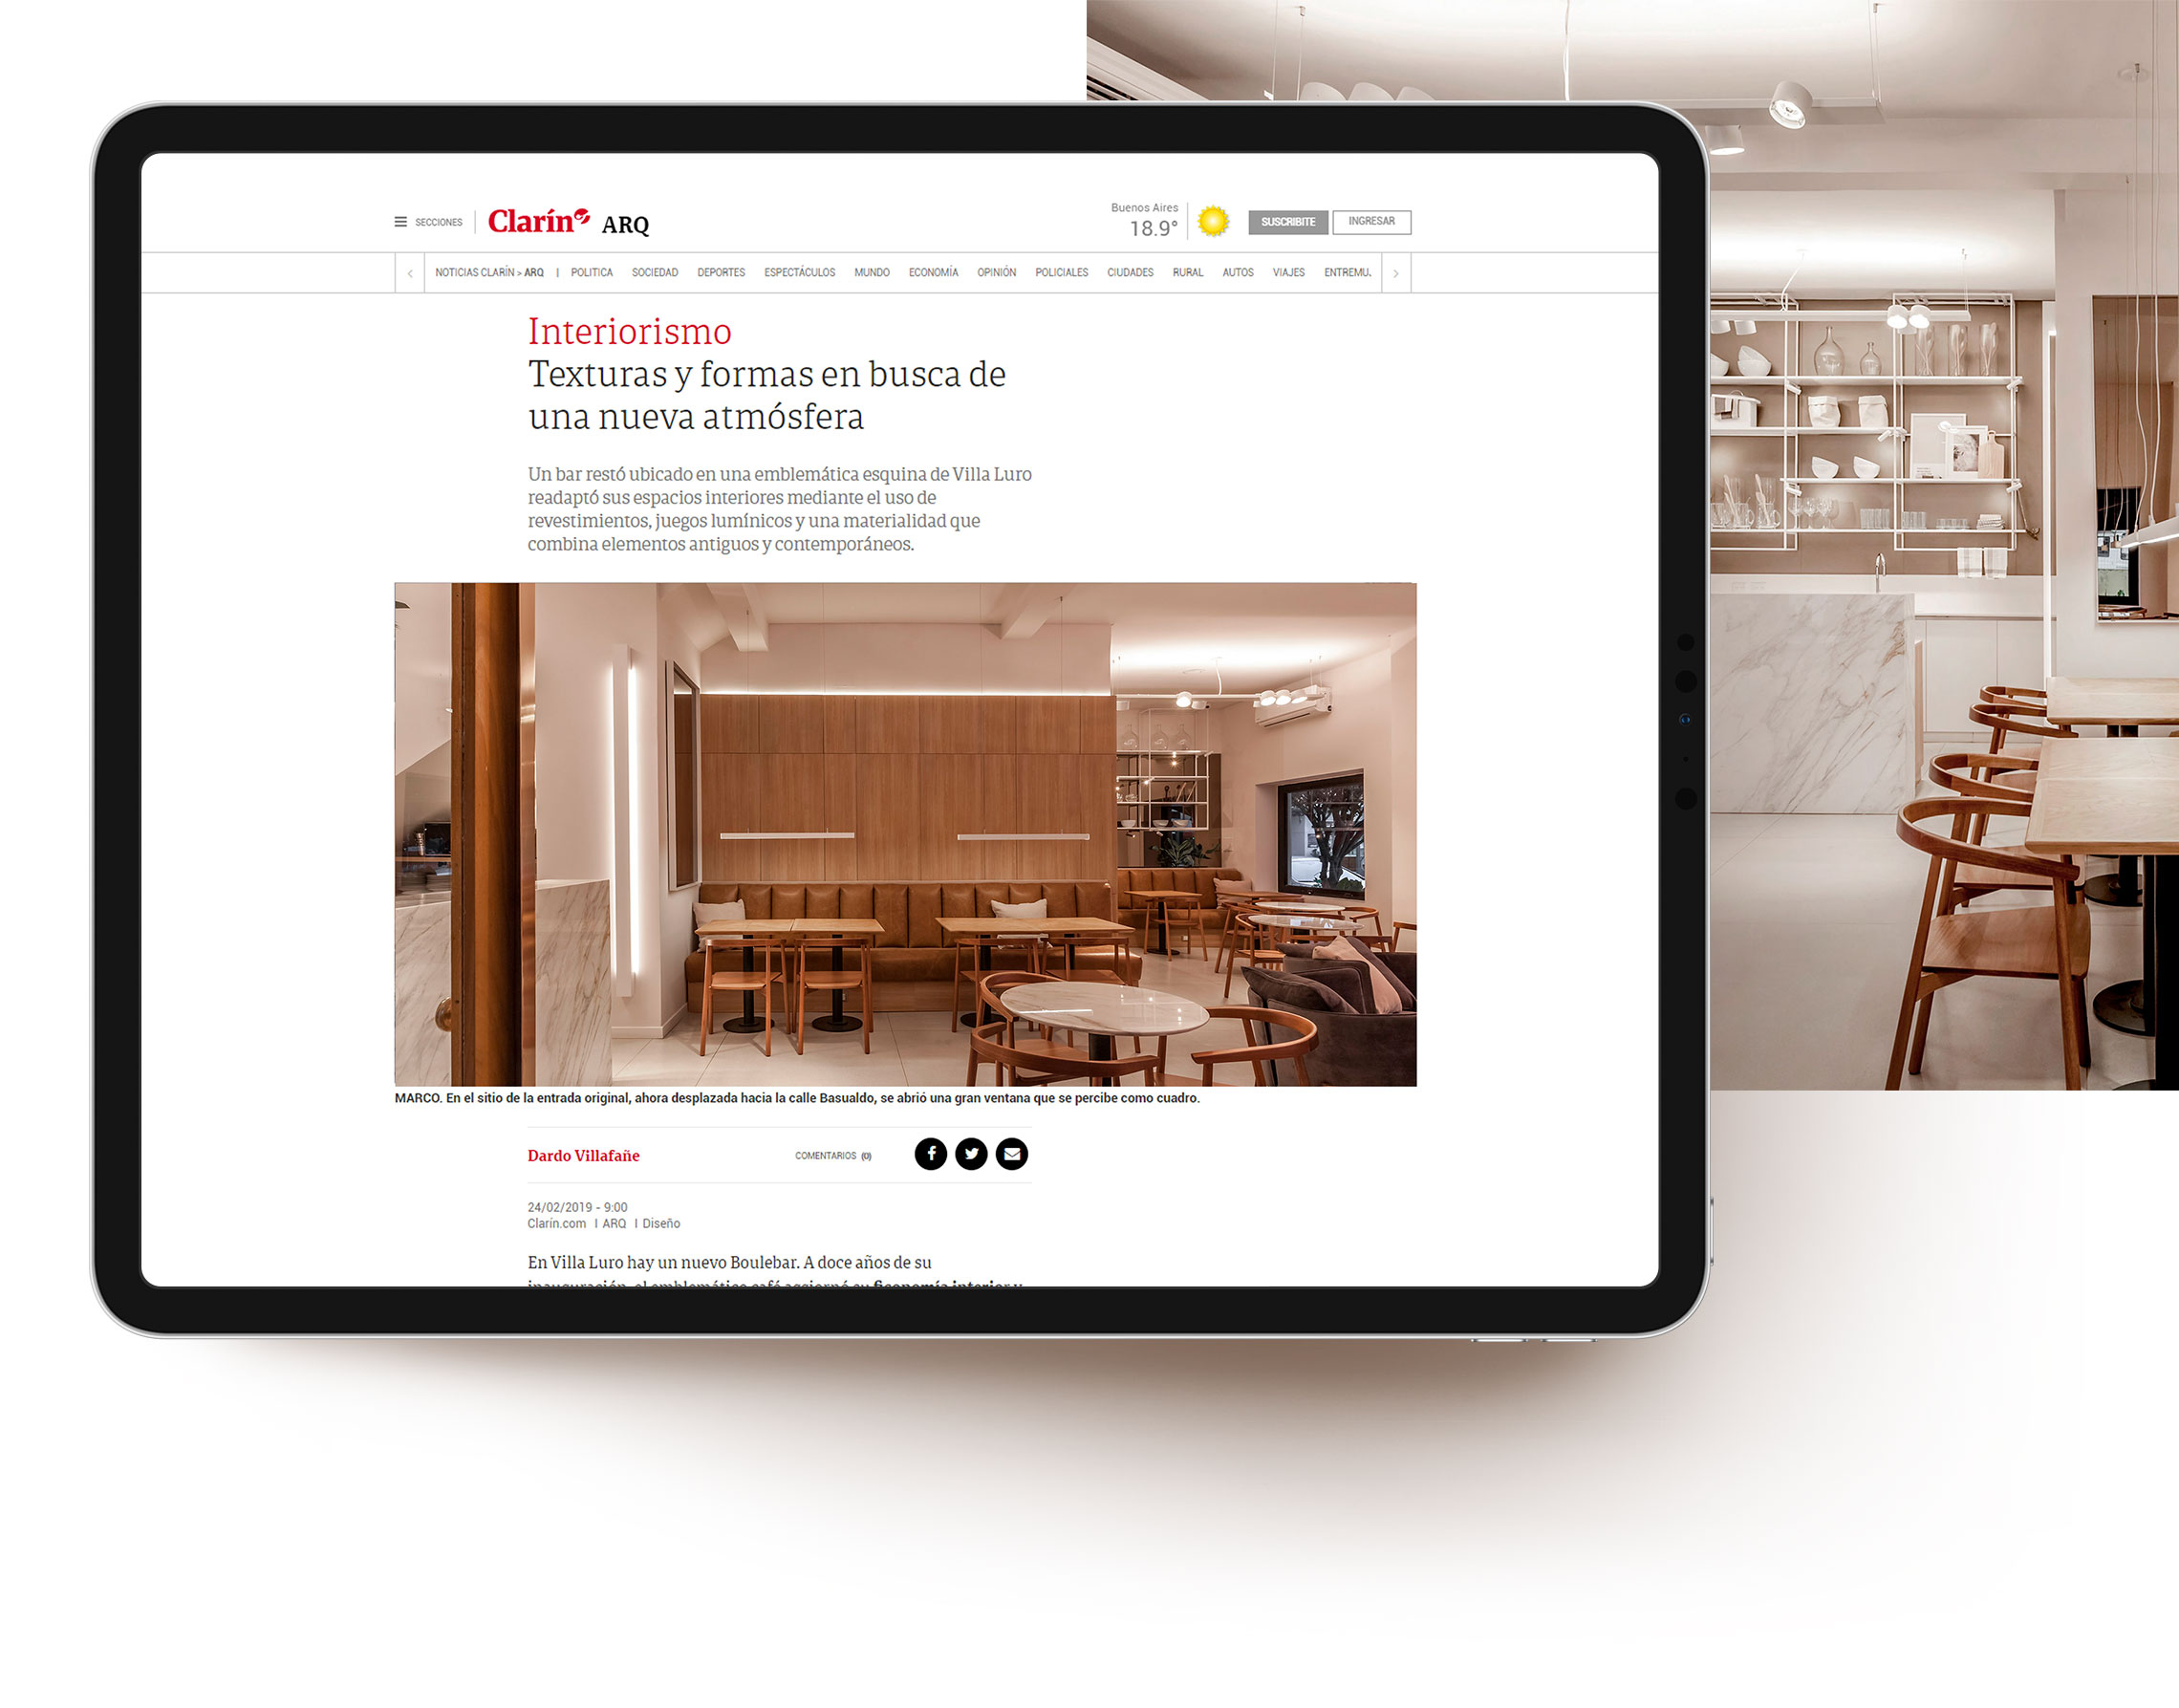 SECCIONES
Clarín ARQ
Buenos Aires
18.9°
SUSCRIBITE
INGRESAR
NOTICIAS CLARÍN > ARQ | POLITICA SOCIEDAD DEPORTES ESPECTÁCULOS MUNDO ECONOMÍA OPINIÓN POLICIALES CIUDADES RURAL AUTOS VIAJES ENTREMU.
Interiorismo
Texturas y formas en busca de
una nueva atmósfera
Un bar restó ubicado en una emblemática esquina de Villa Luro
readaptó sus espacios interiores mediante el uso de
revestimientos, juegos lumínicos y una materialidad que
combina elementos antiguos y contemporáneos.
MARCO. En el sitio de la entrada original, ahora desplazada hacia la calle Basualdo, se abrió una gran ventana que se percibe como cuadro.
Dardo Villafañe
COMENTARIOS (0)
24/02/2019 - 9:00
Clarín.com | ARQ | Diseño
En Villa Luro hay un nuevo Boulebar. A doce años de su